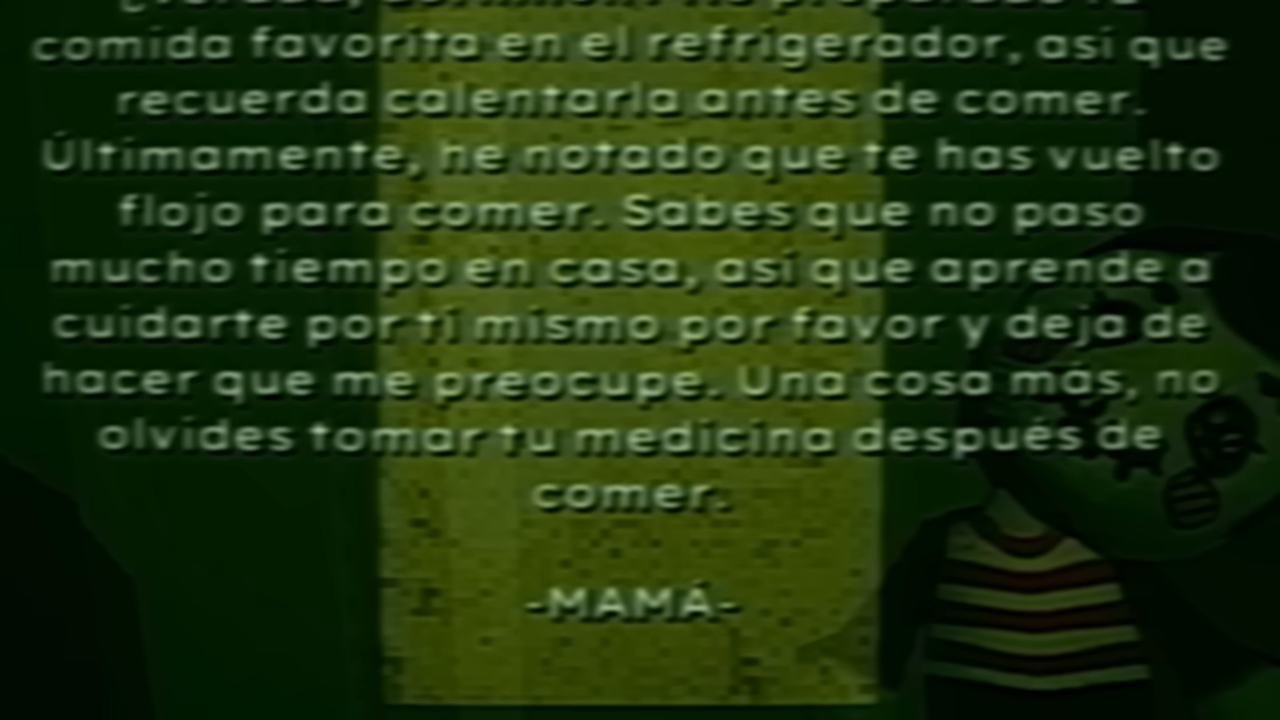 comida favorita en el refrigerador, así que
recuerda calentarla antes de comer.
Últimamente, he notado que te has vuelto
flojo para comer. Sabes que no paso
mucho tiempo en casa, así que aprende a
cuidarte por ti mismo por favor y deja de
hacer que me preocupe. Una cosa más, no
olvides tomar tu medicina después de
comer.
-MAMÁ-